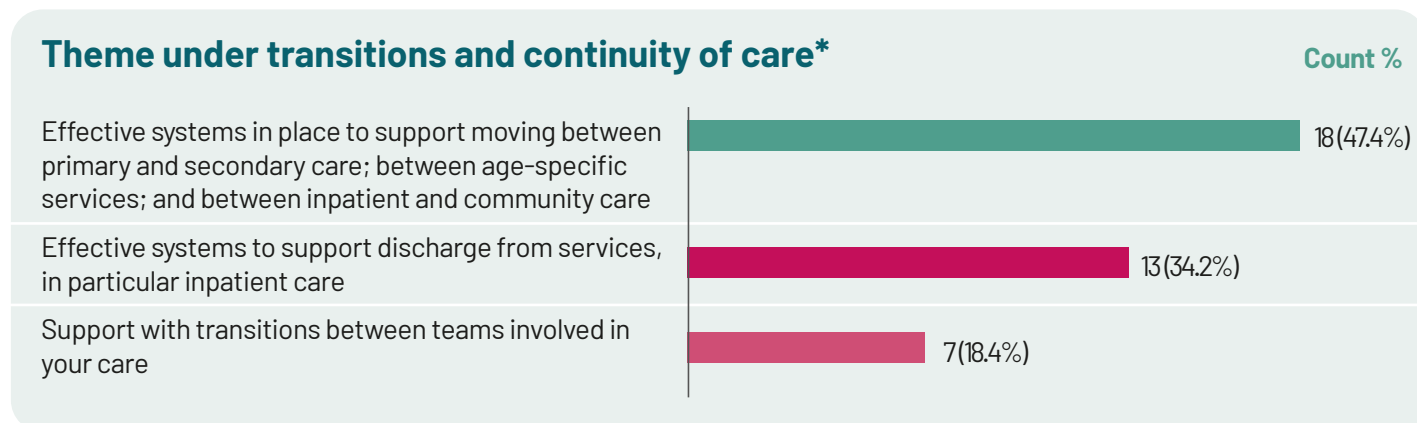 Theme under transitions and continuity of care*
Count %
Effective systems in place to support moving between
primary and secondary care; between age-specific
services; and between inpatient and community care
18 (47.4%)
Effective systems to support discharge from services,
in particular inpatient care
13 (34.2%)
Support with transitions between teams involved in
your care
7 (18.4%)